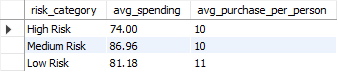 risk_category avg_spending avg_purchase_per_person
High Risk 74.00 10
Medium Risk 86.96 10
Low Risk 81.18 11